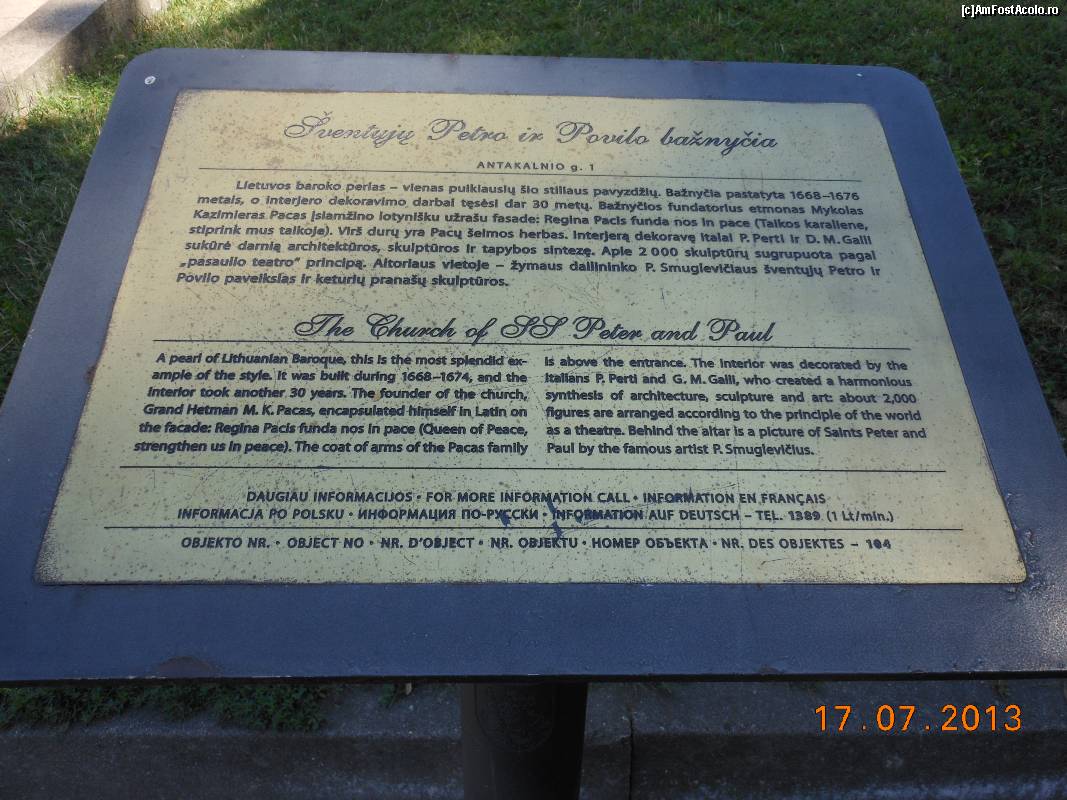 [c]AmFostAcolo.ro
Šventųjų Petro ir Povilo bažnyčia
ANTAKALNIO g. 1
Lietuvos baroko perlas – vienas puikiausių šio stiliaus pavyzdžių. Bažnyčia pastatyta 1668–1676
metais, o interjero dekoravimo darbai tęsėsi dar 30 metų. Bažnyčios fundatorius etmonas Mykolas
Kazimieras Pacas įsiamžino lotynišku užrašu fasade: Regina Pacis funda nos in pace (Taikos karaliene,
stiprink mus taikoje). Virš durų yra Pacų šeimos herbas. Interjerą dekoravę italai P. Perti ir D. M. Galli
sukūrė darnią architektūros, skulptūros ir tapybos sintezę. Apie 2 000 skulptūrų sugrupuota pagal
„pasaulio teatro“ principą. Altoriaus vietoje – žymaus dailininko P. Smuglevičiaus šventųjų Petro ir
Povilo paveikslas ir keturių pranašų skulptūros.
The Church of SS Peter and Paul
A pearl of Lithuanian Baroque, this is the most splendid ex-
ample of the style. It was built during 1668–1674, and the
interior took another 30 years. The founder of the church,
Grand Hetman M. K. Pacas, encapsulated himself in Latin on
the facade: Regina Pacis funda nos in pace (Queen of Peace,
strengthen us in peace). The coat of arms of the Pacas family
is above the entrance. The interior was decorated by the
Italians P. Perti and G. M. Galli, who created a harmonious
synthesis of architecture, sculpture and art: about 2,000
figures are arranged according to the principle of the world
as a theatre. Behind the altar is a picture of Saints Peter and
Paul by the famous artist P. Smuglevičius.
DAUGIAU INFORMACIJOS • FOR MORE INFORMATION CALL • INFORMATION EN FRANÇAIS
INFORMACJA PO POLSKU • ИНФОРМАЦИЯ ПО-РУССКИ • INFORMATION AUF DEUTSCH – TEL. 1389 (1 Lt/min.)
OBJEKTO NR. • OBJECT NO • NR. D'OBJECT • NR. OBJEKTU • НОМЕР ОБЪЕКТА • NR. DES OBJEKTES – 104
17.07.2013